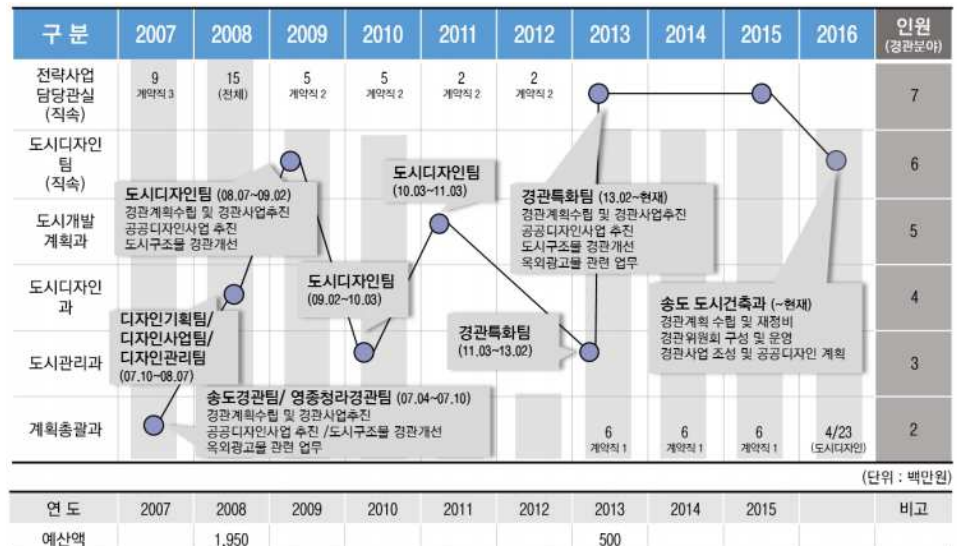 구 분 2007 2008 2009 2010 2011 2012 2013 2014 2015 2016 인원
(경관분야)
전략사업
담당관실
(직속)
9
계약직 3
15
(전체)
5
계약직 2
5
계약직 2
2
계약직 2
2
계약직 2
7
도시디자인
팀
(직속)
6
도시디자인팀 (08.07~09.02)
경관계획수립 및 경관사업추진
공공디자인사업 추진
도시구조물 경관개선
도시디자인팀
(10.03~11.03)
경관특화팀 (13.02~현재)
경관계획수립 및 경관사업추진
공공디자인사업 추진
도시구조물 경관개선
옥외광고물 관련 업무
도시개발
계획과
5
도시디자인
과
4
도시디자인팀
(09.02~10.03)
송도 도시건축과 (~현재)
경관계획 수립 및 재정비
경관위원회 구성 및 운영
경관사업 조성 및 공공디자인 계획
디자인기획팀/
디자인사업팀/
디자인관리팀
(07.10~08.07)
경관특화팀
(11.03~13.02)
도시관리과
3
송도경관팀/ 영종청라경관팀 (07.04~07.10)
경관계획수립 및 경관사업추진
공공디자인사업 추진 /도시구조물 경관개선
옥외광고물 관련 업무
계획총괄과
6
계약직 1
6
계약직 1
6
계약직 1
4/23
(도시디자인)
2
(단위 : 백만원)
연 도 2007 2008 2009 2010 2011 2012 2013 2014 2015 비고
예산액 1,950 500